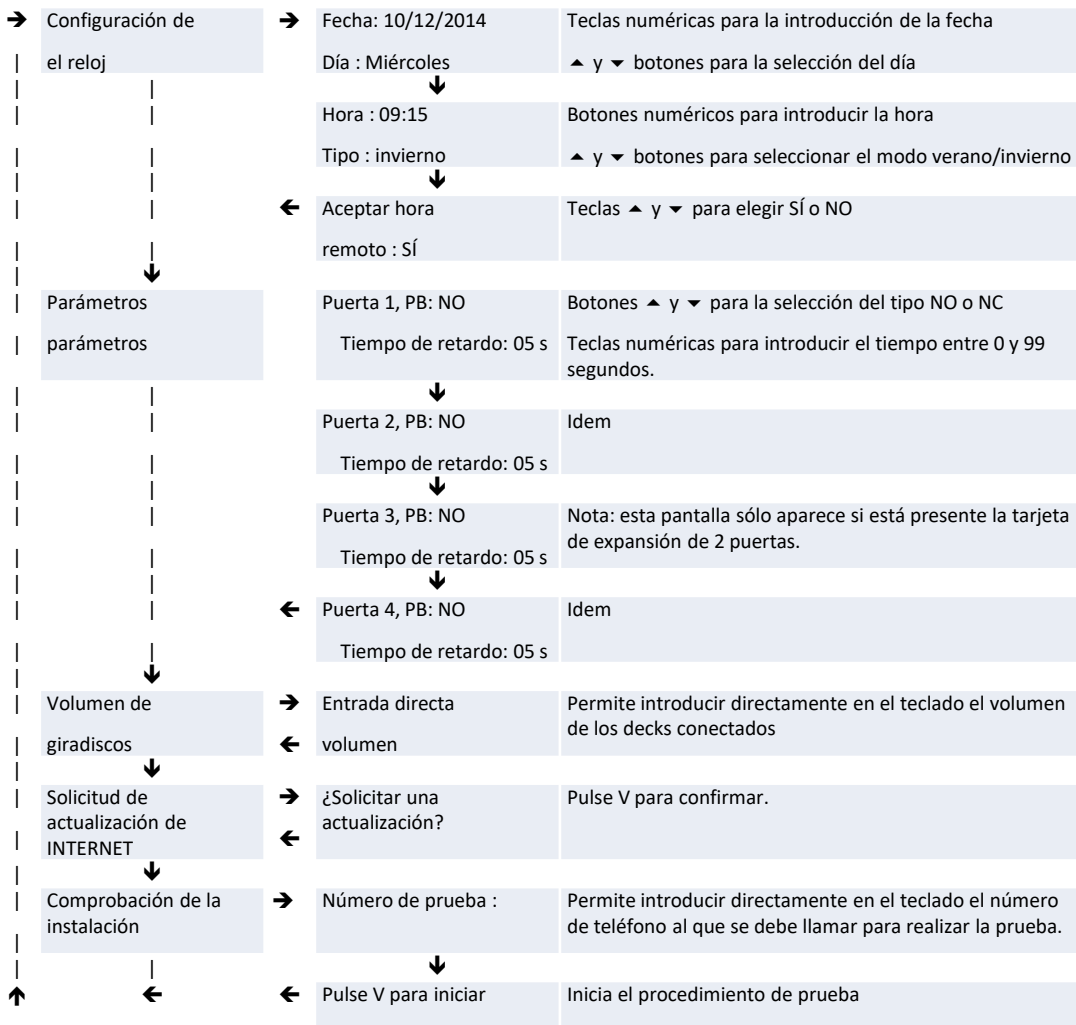 Configuración de
el reloj
Fecha: 10/12/2014
Día : Miércoles
Teclas numéricas para la introducción de la fecha
▲ y ▼ botones para la selección del día
Hora : 09:15
Tipo : invierno
Botones numéricos para introducir la hora
▲ y ▼ botones para seleccionar el modo verano/invierno
Aceptar hora
remoto : SÍ
Teclas ▲ y ▼ para elegir SÍ o NO
Parámetros
parámetros
Puerta 1, PB: NO
Tiempo de retardo: 05 s
Botones ▲ y ▼ para la selección del tipo NO o NC
Teclas numéricas para introducir el tiempo entre 0 y 99
segundos.
Puerta 2, PB: NO
Tiempo de retardo: 05 s
Idem
Puerta 3, PB: NO
Tiempo de retardo: 05 s
Nota: esta pantalla sólo aparece si está presente la tarjeta
de expansión de 2 puertas.
Puerta 4, PB: NO
Tiempo de retardo: 05 s
Idem
Volumen de
giradiscos
Entrada directa
volumen
Permite introducir directamente en el teclado el volumen
de los decks conectados
Solicitud de
actualización de
INTERNET
¿Solicitar una
actualización?
Pulse V para confirmar.
Comprobación de la
instalación
Número de prueba :
Permite introducir directamente en el teclado el número
de teléfono al que se debe llamar para realizar la prueba.
Pulse V para iniciar
Inicia el procedimiento de prueba